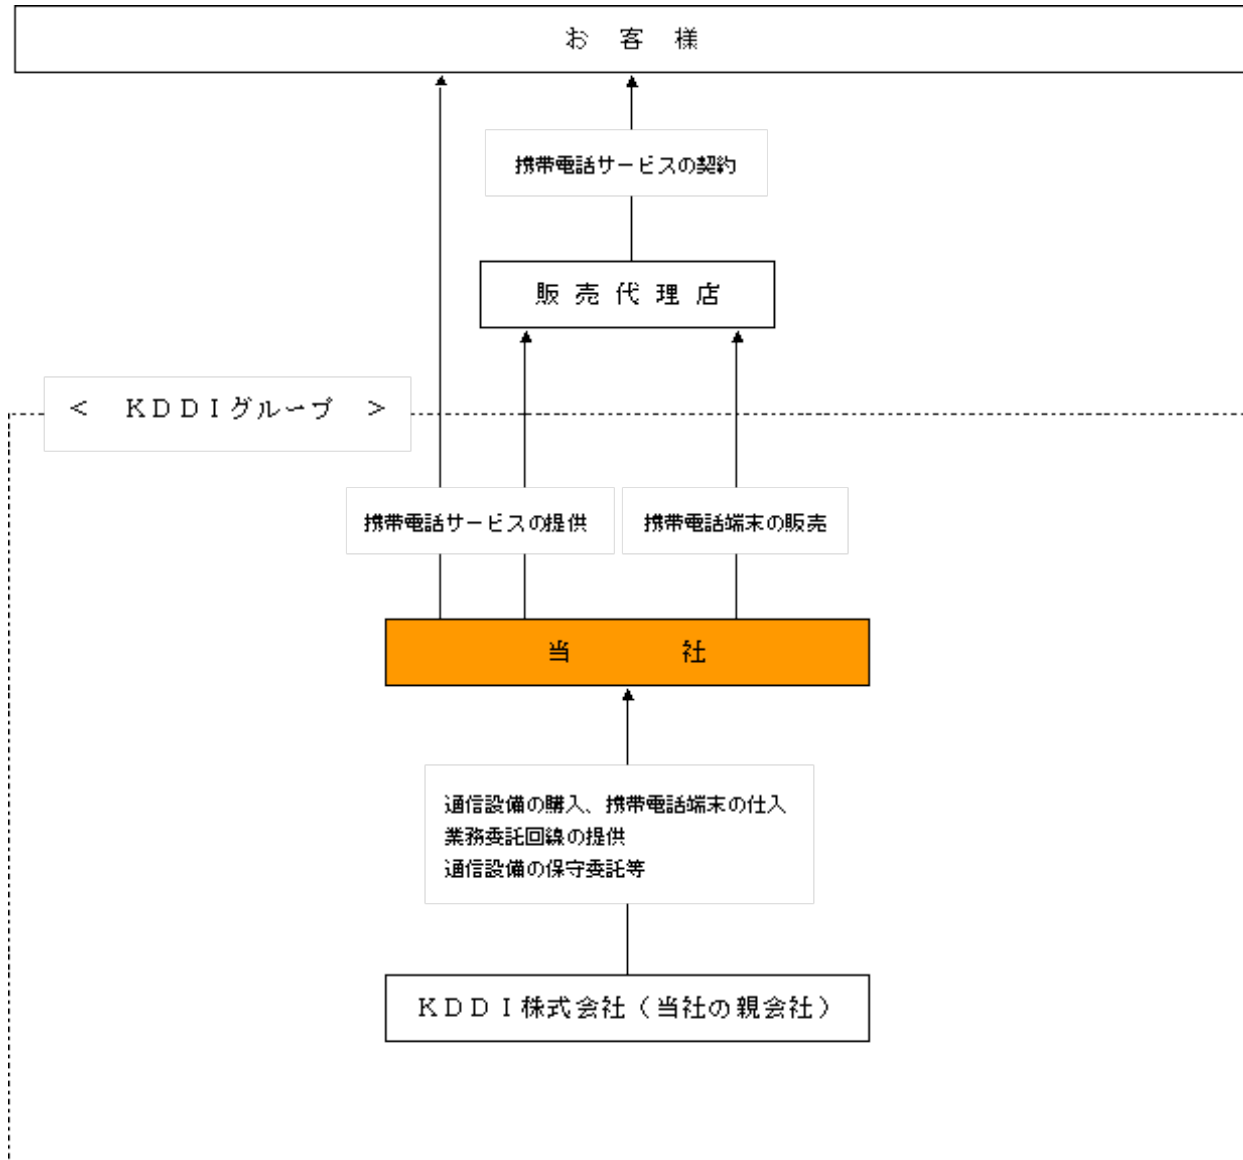 お　客　様
携帯電話サービスの契約
販売代理店
＜　ＫＤＤＩグループ　＞
携帯電話サービスの提供
携帯電話端末の販売
当　　　社
通信設備の購入、携帯電話端末の仕入
業務委託回線の提供
通信設備の保守委託等
ＫＤＤＩ株式会社（当社の親会社）